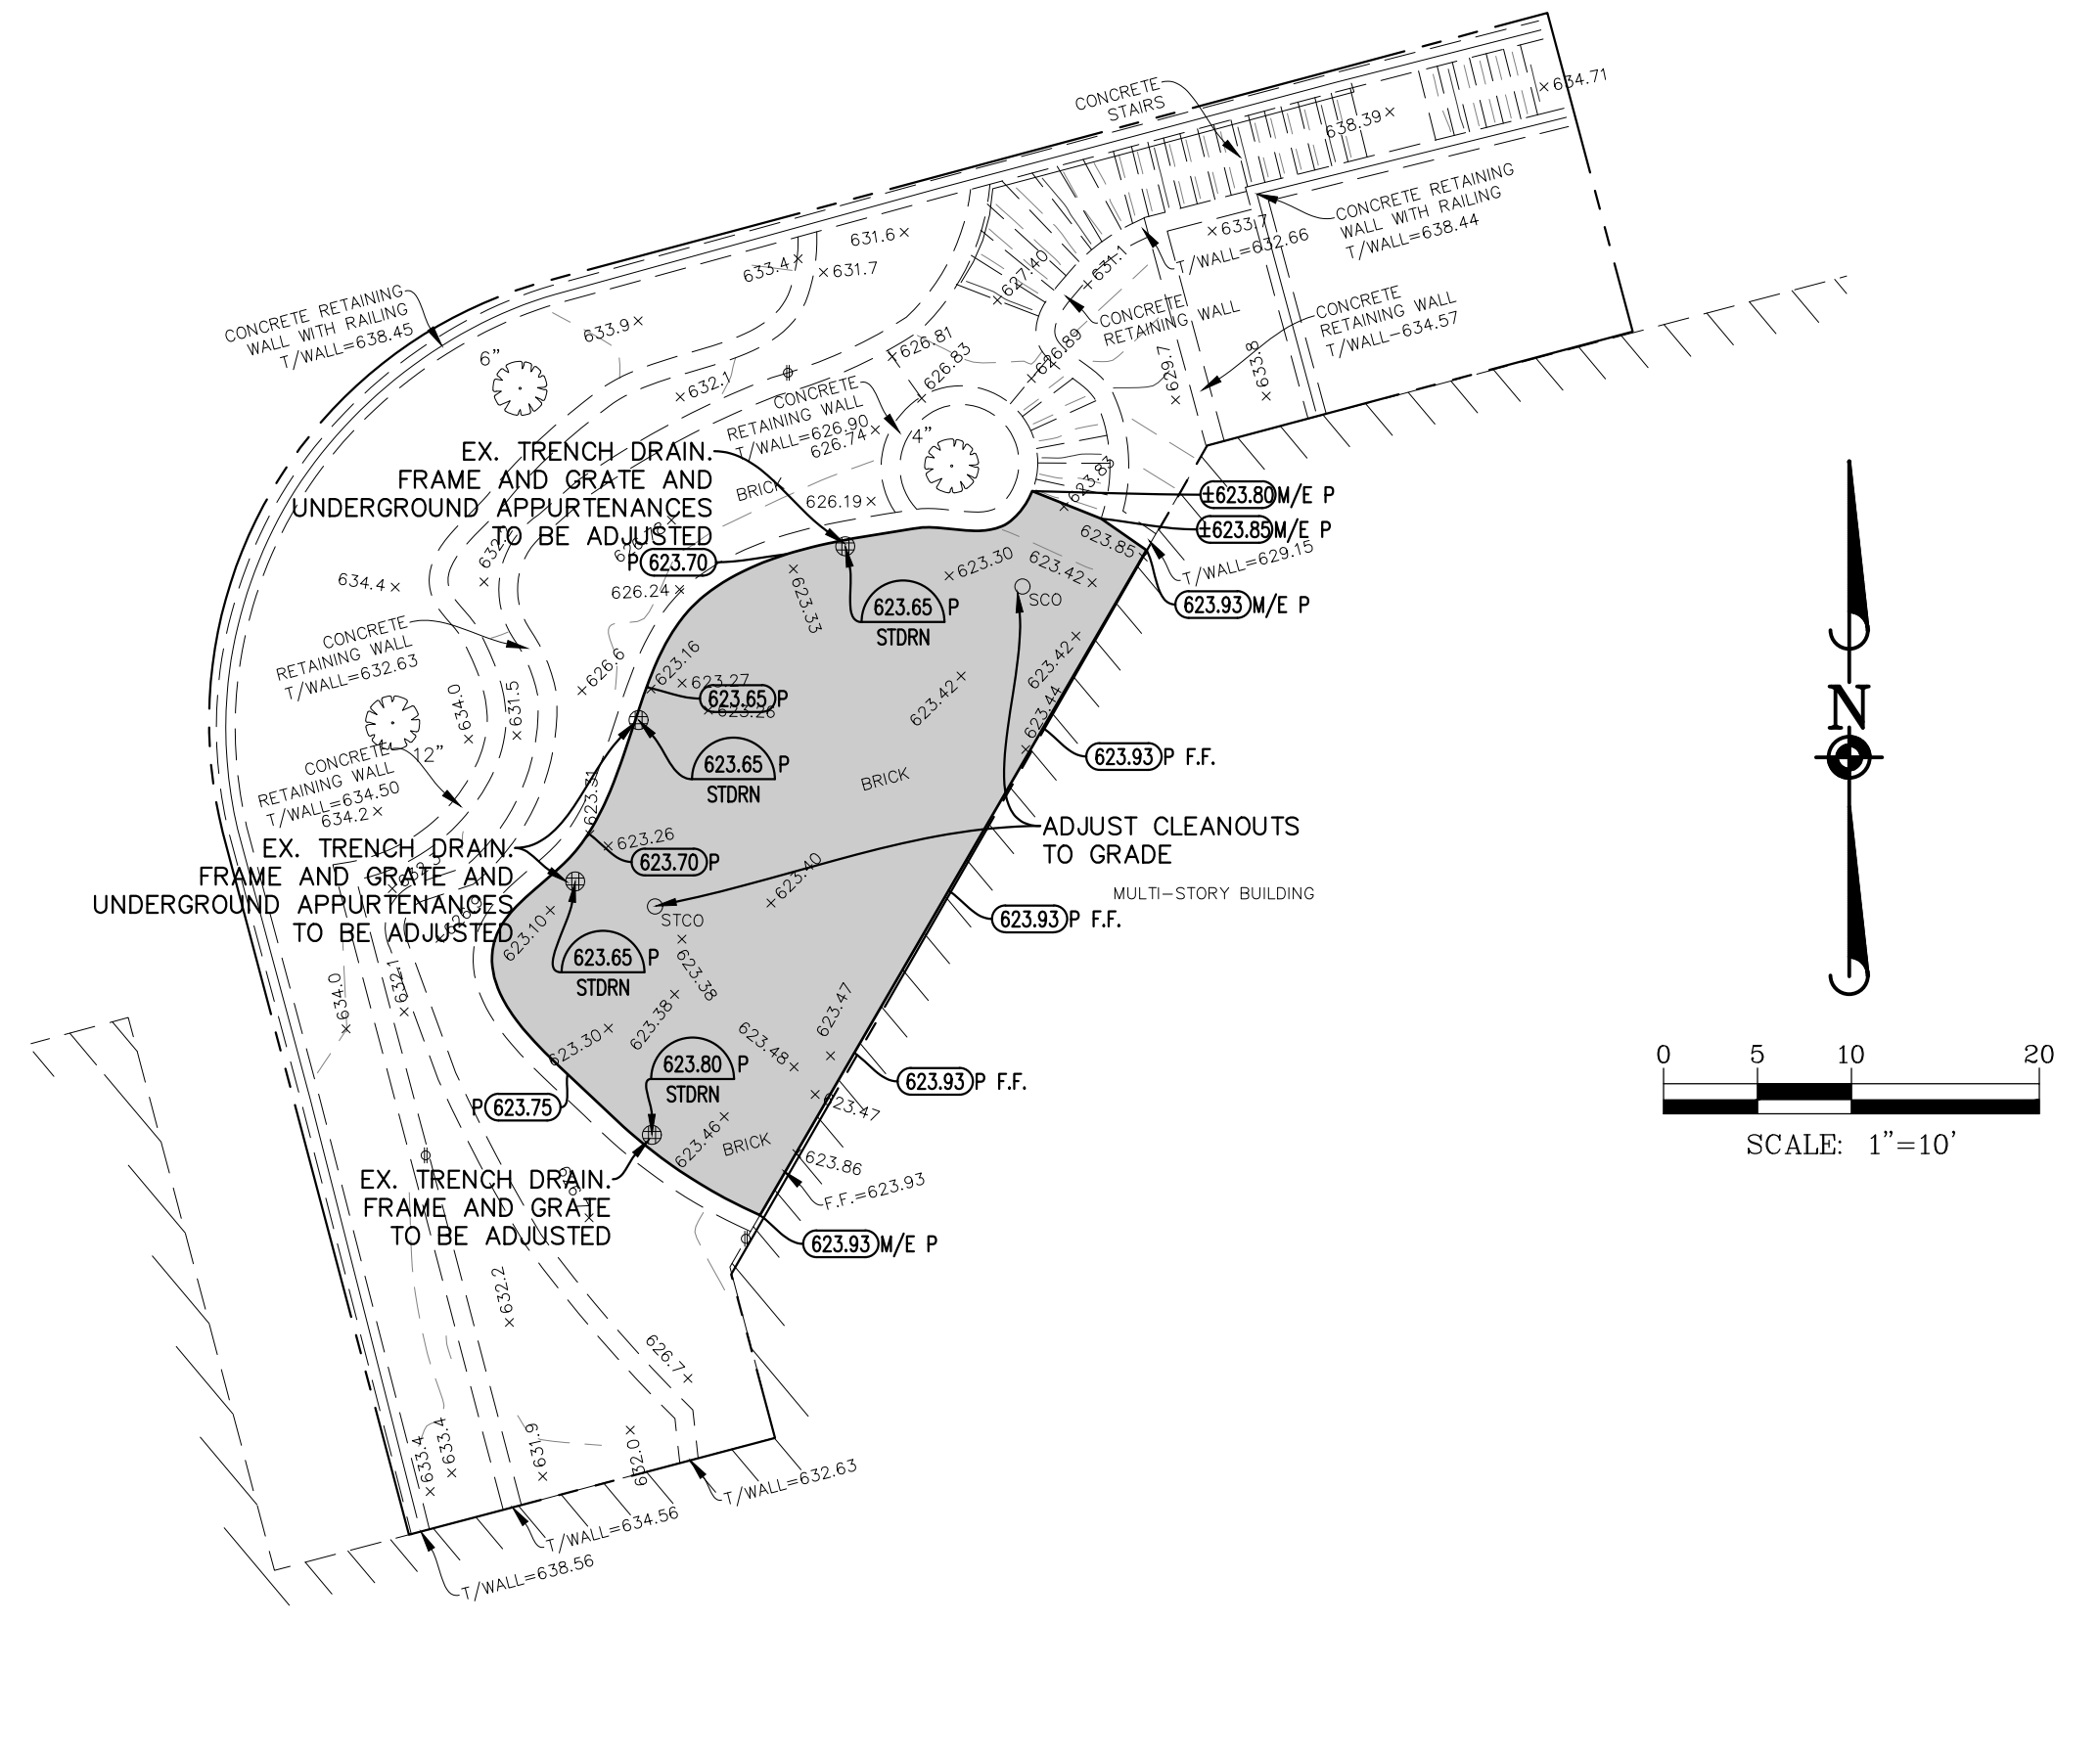 CONCRETE
STAIRS
634.71
638.39
CONCRETE RETAINING
WALL WITH RAILING
T/WALL=638.44
633.7
T/WALL=632.66
631.6
633.4
631.7
627.40
631.1
CONCRETE RETAINING
WALL WITH RAILING
T/WALL=638.45
633.9
6"
632.1
CONCRETE
RETAINING WALL
CONCRETE
RETAINING WALL
T/WALL-634.57
626.81
626.83
626.89
629.7
633.8
CONCRETE
RETAINING WALL
T/WALL=626.90
626.74
4"
EX. TRENCH DRAIN.
FRAME AND GRATE AND
UNDERGROUND APPURTENANCES
TO BE ADJUSTED
BRICK
626.19
623.83
±623.80 M/E P
±623.85 M/E P
623.85
T/WALL=629.15
P 623.70
623.30
623.42
SCO
623.93 M/E P
634.4
626.24
623.33
623.65 P
STDRN
CONCRETE
RETAINING WALL
T/WALL=632.63
626.6
623.16
623.27
623.65 P
623.26
623.42
623.42
623.44
634.0
631.5
12"
CONCRETE
RETAINING WALL
T/WALL=634.50
634.2
623.65 P
STDRN
BRICK
623.93 P F.F.
623.31
623.26
623.70 P
ADJUST CLEANOUTS
TO GRADE
EX. TRENCH DRAIN.
FRAME AND GRATE AND
UNDERGROUND APPURTENANCES
TO BE ADJUSTED
623.40
MULTI-STORY BUILDING
STCO
623.10
623.93 P F.F.
623.65 P
STDRN
623.38
634.0
632.1
623.38
623.47
623.30
623.48
623.80 P
STDRN
623.93 P F.F.
P 623.75
623.47
623.46
BRICK
623.86
F.F.=623.93
EX. TRENCH DRAIN.
FRAME AND GRATE
TO BE ADJUSTED
623.93 M/E P
632.2
626.7
633.4
633.4
631.9
632.0
T/WALL=632.63
T/WALL=634.56
T/WALL=638.56
N
0 5 10 20
SCALE: 1"=10'